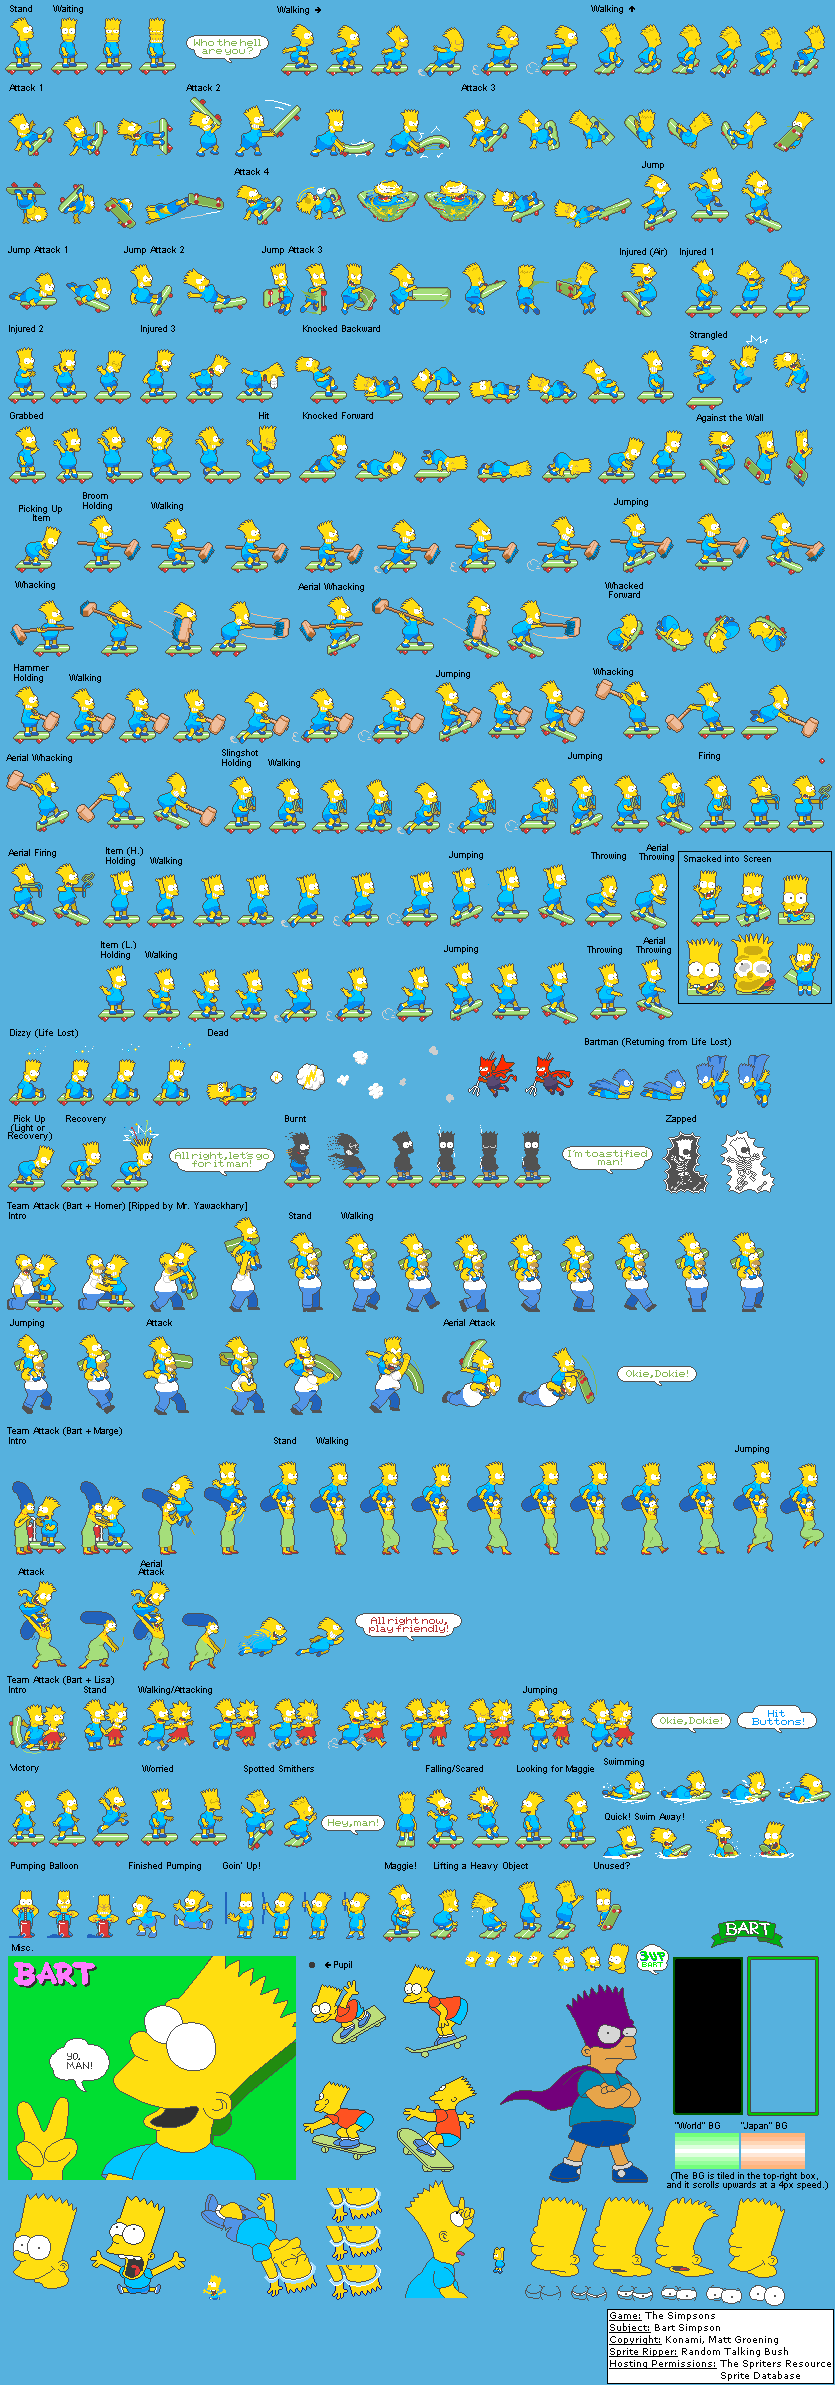 Stand Waiting Walking → Walking ↑
Who the hell
are you?
Attack 1 Attack 2 Attack 3
Attack 4 Jump
Jump Attack 1 Jump Attack 2 Jump Attack 3 Injured (Air) Injured 1
Injured 2 Injured 3 Knocked Backward Strangled
Grabbed Hit Knocked Forward Against the Wall
Picking Up
Item
Broom
Holding
Walking Jumping
Whacking Aerial Whacking Whacked
Forward
Hammer
Holding
Walking Jumping Whacking
Aerial Whacking Slingshot
Holding
Walking Jumping Firing
Aerial Firing Item (H.)
Holding
Walking Jumping Throwing Aerial
Throwing
Smacked into Screen
Item (L.)
Holding
Walking Jumping Throwing Aerial
Throwing
Dizzy (Life Lost) Dead Bartman (Returning from Life Lost)
Pick Up
(Light or
Recovery)
Recovery
All right, let's go
for it man!
Burnt
I'm toastified
man!
Zapped
Team Attack (Bart + Homer) [Ripped by Mr. Yawackhary]
Intro Stand Walking
Jumping Attack Aerial Attack
Okie,Dokie!
Team Attack (Bart + Marge)
Intro Stand Walking Jumping
Attack Aerial
Attack
All right now,
play friendly!
Team Attack (Bart + Lisa)
Intro Stand Walking/Attacking Jumping
Okie,Dokie!
Hit
Buttons!
Victory Worried Spotted Smithers Falling/Scared Looking for Maggie Swimming
Hey,man!
Quick! Swim Away!
Pumping Balloon Finished Pumping Goin' Up! Maggie! Lifting a Heavy Object Unused?
Misc.
BART
YO,
MAN!
← Pupil
3UP
BART
BART
"World" BG "Japan" BG
(The BG is tiled in the top-right box,
and it scrolls upwards at a 4px speed.)
Game: The Simpsons
Subject: Bart Simpson
Copyright: Konami, Matt Groening
Sprite Ripper: Random Talking Bush
Hosting Permissions: The Spriters Resource
Sprite Database